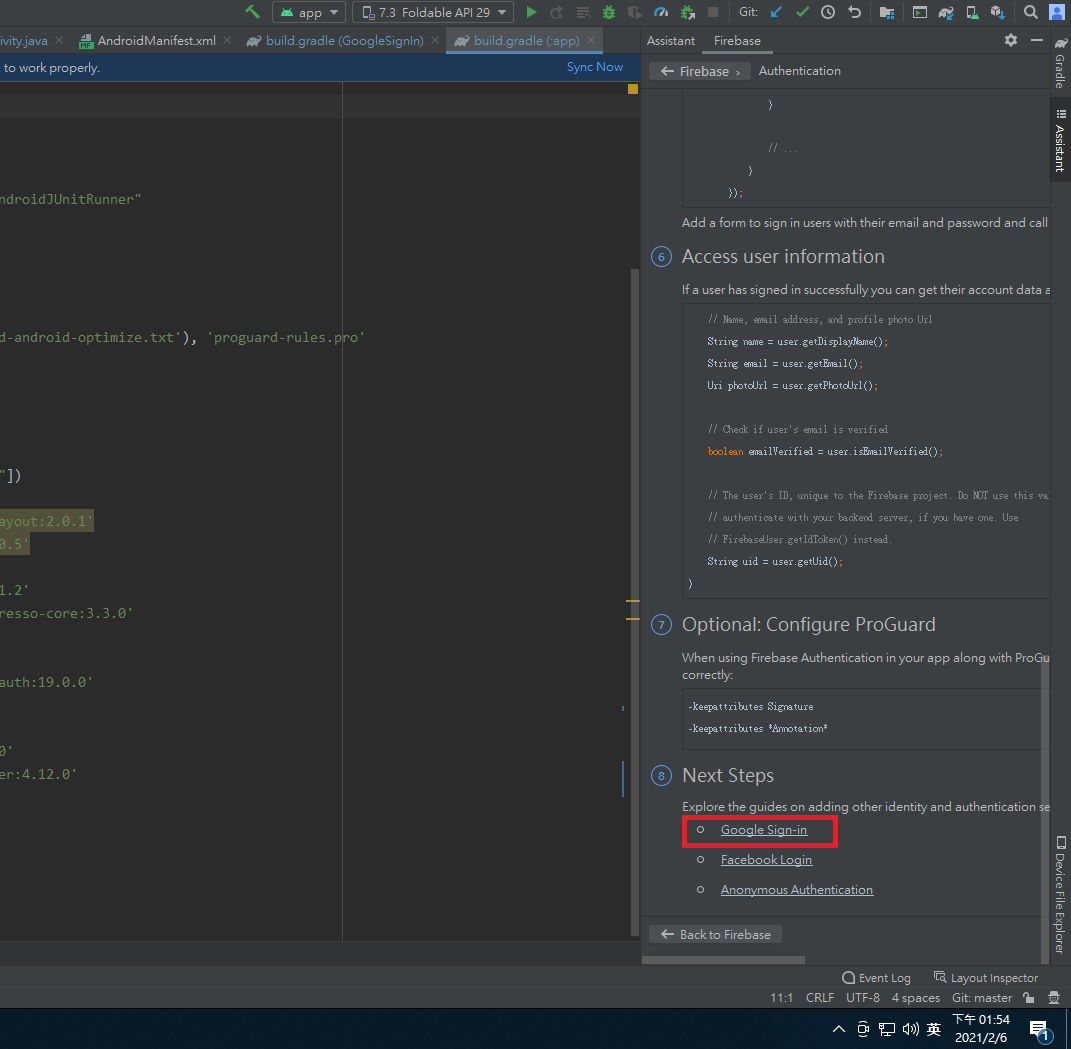 app
7.3 Foldable API 29
Git:
ivity.java
AndroidManifest.xml
build.gradle (GoogleSignIn)
build.gradle (:app)
to work properly.
Sync Now
ndroidJUnitRunner"
d-android-optimize.txt'), 'proguard-rules.pro'
"])
ayout:2.0.1'
0.5'
1.2'
resso-core:3.3.0'
auth:19.0.0'
0'
er:4.12.0'
Assistant
Firebase
Firebase ›
Authentication
}
// ...
}
});
Add a form to sign in users with their email and password and call
6
Access user information
If a user has signed in successfully you can get their account data a
// Name, email address, and profile photo Url
String name = user.getDisplayName();
String email = user.getEmail();
Uri photoUrl = user.getPhotoUrl();
// Check if user's email is verified
boolean emailVerified = user.isEmailVerified();
// The user's ID, unique to the Firebase project. Do NOT use this val
// authenticate with your backend server, if you have one. Use
// FirebaseUser.getIdToken() instead.
String uid = user.getUid();
}
7
Optional: Configure ProGuard
When using Firebase Authentication in your app along with ProGu
correctly:
-keepattributes Signature
-keepattributes *Annotation*
8
Next Steps
Explore the guides on adding other identity and authentication se
Google Sign-in
Facebook Login
Anonymous Authentication
Back to Firebase
Gradle
Assistant
Device File Explorer
Event Log
Layout Inspector
11:1
CRLF
UTF-8
4 spaces
Git: master
英
下午 01:54
2021/2/6
1